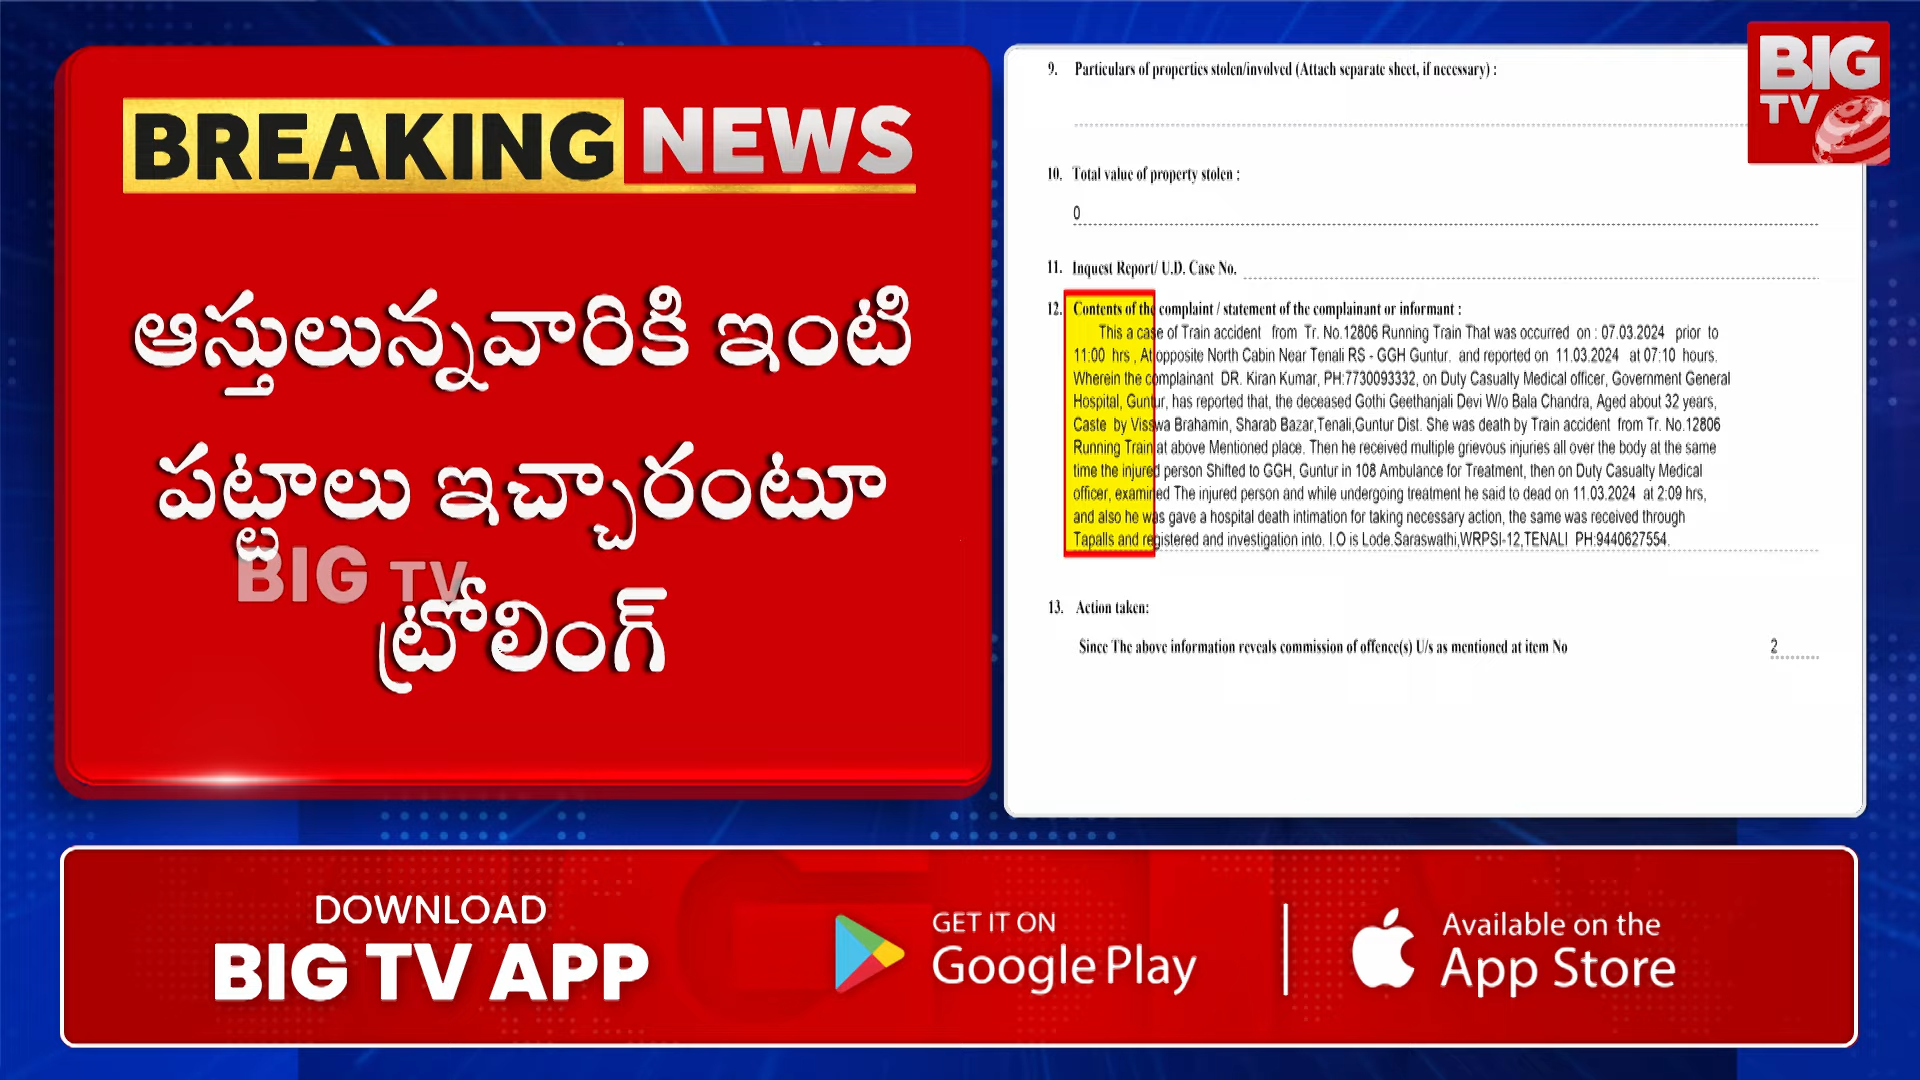 BREAKING NEWS
ఆస్తులున్నవారికి ఇంటి
పట్టాలు ఇచ్చారంటూ
ట్రోలింగ్
BIG TV
9. Particulars of properties stolen/involved (Attach separate sheet, if necessary) :
10. Total value of property stolen :
0
11. Inquest Report/ U.D. Case No.
12. Contents of the complaint / statement of the complainant or informant :
This a case of Train accident from Tr. No.12806 Running Train That was occurred on : 07.03.2024 prior to
11:00 hrs , At opposite North Cabin Near Tenali RS - GGH Guntur. and reported on 11.03.2024 at 07:10 hours.
Wherein the complainant DR. Kiran Kumar, PH:7730093332, on Duty Casualty Medical officer, Government General
Hospital, Guntur, has reported that, the deceased Gothi Geethanjali Devi W/o Bala Chandra, Aged about 32 years,
Caste by Visswa Brahamin, Sharab Bazar,Tenali,Guntur Dist. She was death by Train accident from Tr. No.12806
Running Train at above Mentioned place. Then he received multiple grievous injuries all over the body at the same
time the injured person Shifted to GGH, Guntur in 108 Ambulance for Treatment, then on Duty Casualty Medical
officer, examined The injured person and while undergoing treatment he said to dead on 11.03.2024 at 2:09 hrs,
and also he was gave a hospital death intimation for taking necessary action, the same was received through
Tapalls and registered and investigation into. I.O is Lode.Saraswathi,WRPSI-12,TENALI PH:9440627554.
13. Action taken:
Since The above information reveals commission of offence(s) U/s as mentioned at item No 2
BIG
TV
DOWNLOAD
BIG TV APP
GET IT ON
Google Play
Available on the
App Store